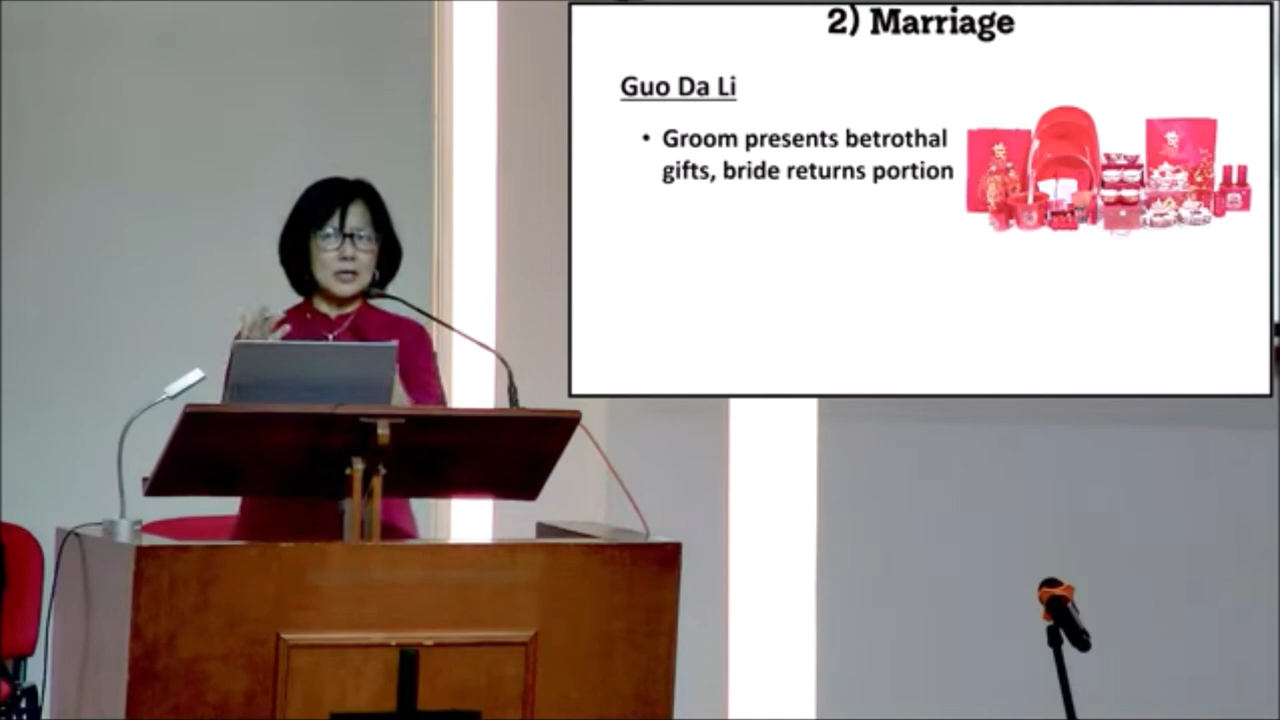 2) Marriage
Guo Da Li
• Groom presents betrothal
gifts, bride returns portion